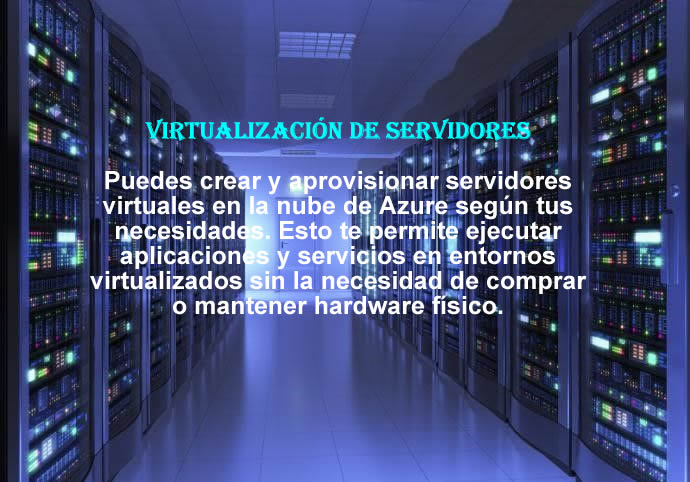 VIRTUALIZACIÓN DE SERVIDORES
Puedes crear y aprovisionar servidores
virtuales en la nube de Azure según tus
necesidades. Esto te permite ejecutar
aplicaciones y servicios en entornos
virtualizados sin la necesidad de comprar
o mantener hardware físico.